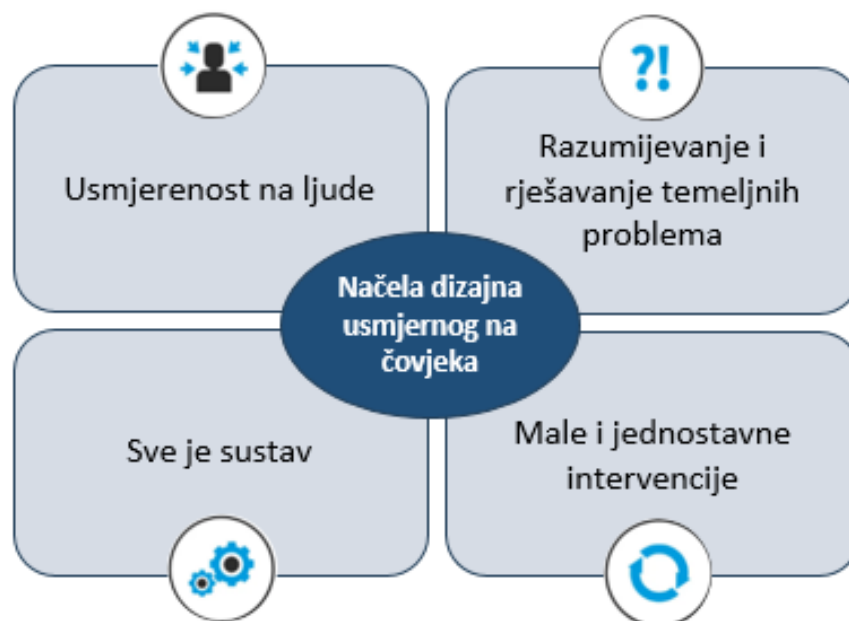 ?!
Usmjerenost na ljude
Razumijevanje i
rješavanje temeljnih
problema
Načela dizajna
usmjernog na
čovjeka
Sve je sustav
Male i jednostavne
intervencije